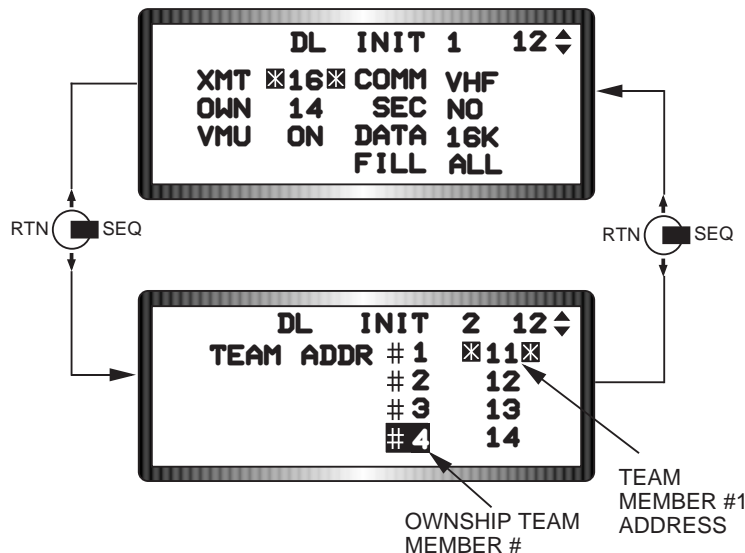 DL INIT 1 12
XMT *16* COMM VHF
OWN 14 SEC NO
VMU ON DATA 16K
FILL ALL
RTN SEQ
RTN SEQ
DL INIT 2 12
TEAM ADDR #1 *11*
#2 12
#3 13
#4 14
TEAM
MEMBER #1
ADDRESS
OWNSHIP TEAM
MEMBER #